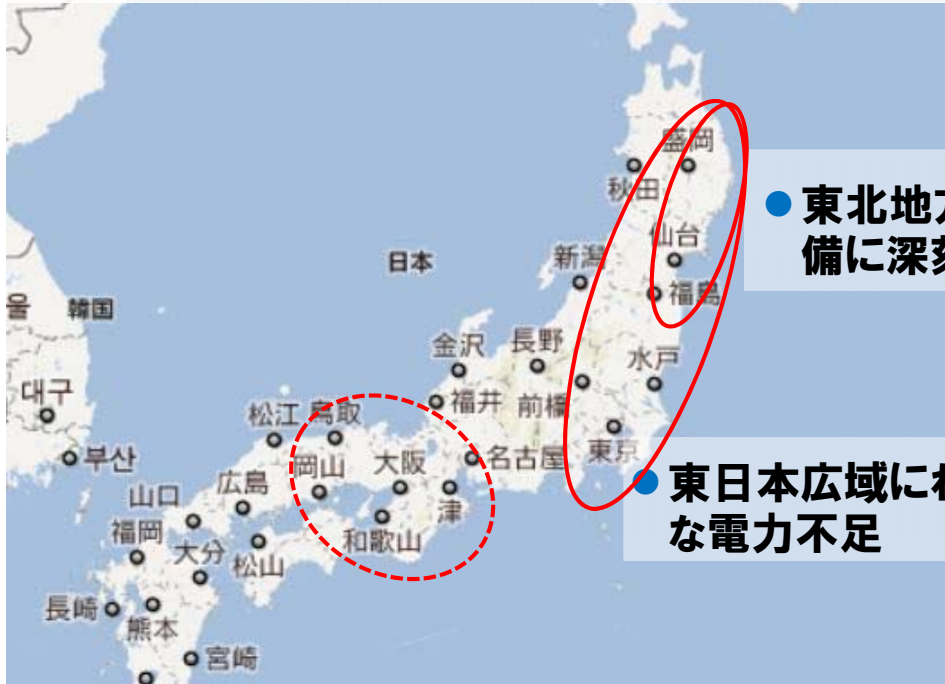 盛岡
秋田
● 東北地方
備に深刻
仙台
新潟
日本
福島
울
韓国
金沢
長野
水戸
대구
福井
前橋
松江
鳥取
부산
岡山
大阪
名古屋
東京
● 東日本広域にわ
な電力不足
山口
広島
津
福岡
和歌山
大分
松山
長崎
熊本
宮崎